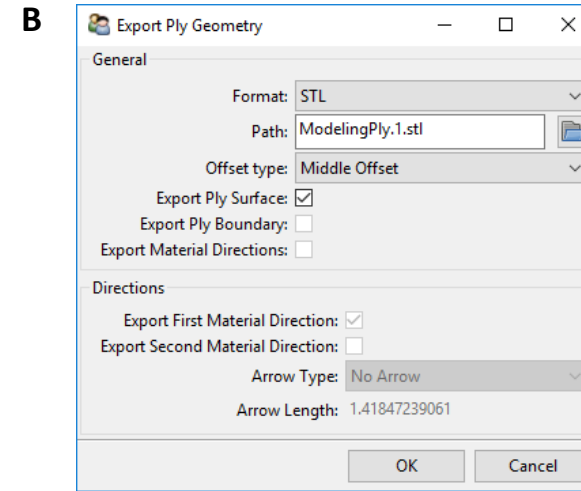 B
Export Ply Geometry
General
Format: STL
Path: ModelingPly.1.stl
Offset type: Middle Offset
Export Ply Surface:
Export Ply Boundary:
Export Material Directions:
Directions
Export First Material Direction:
Export Second Material Direction:
Arrow Type: No Arrow
Arrow Length: 1.41847239061
OK Cancel